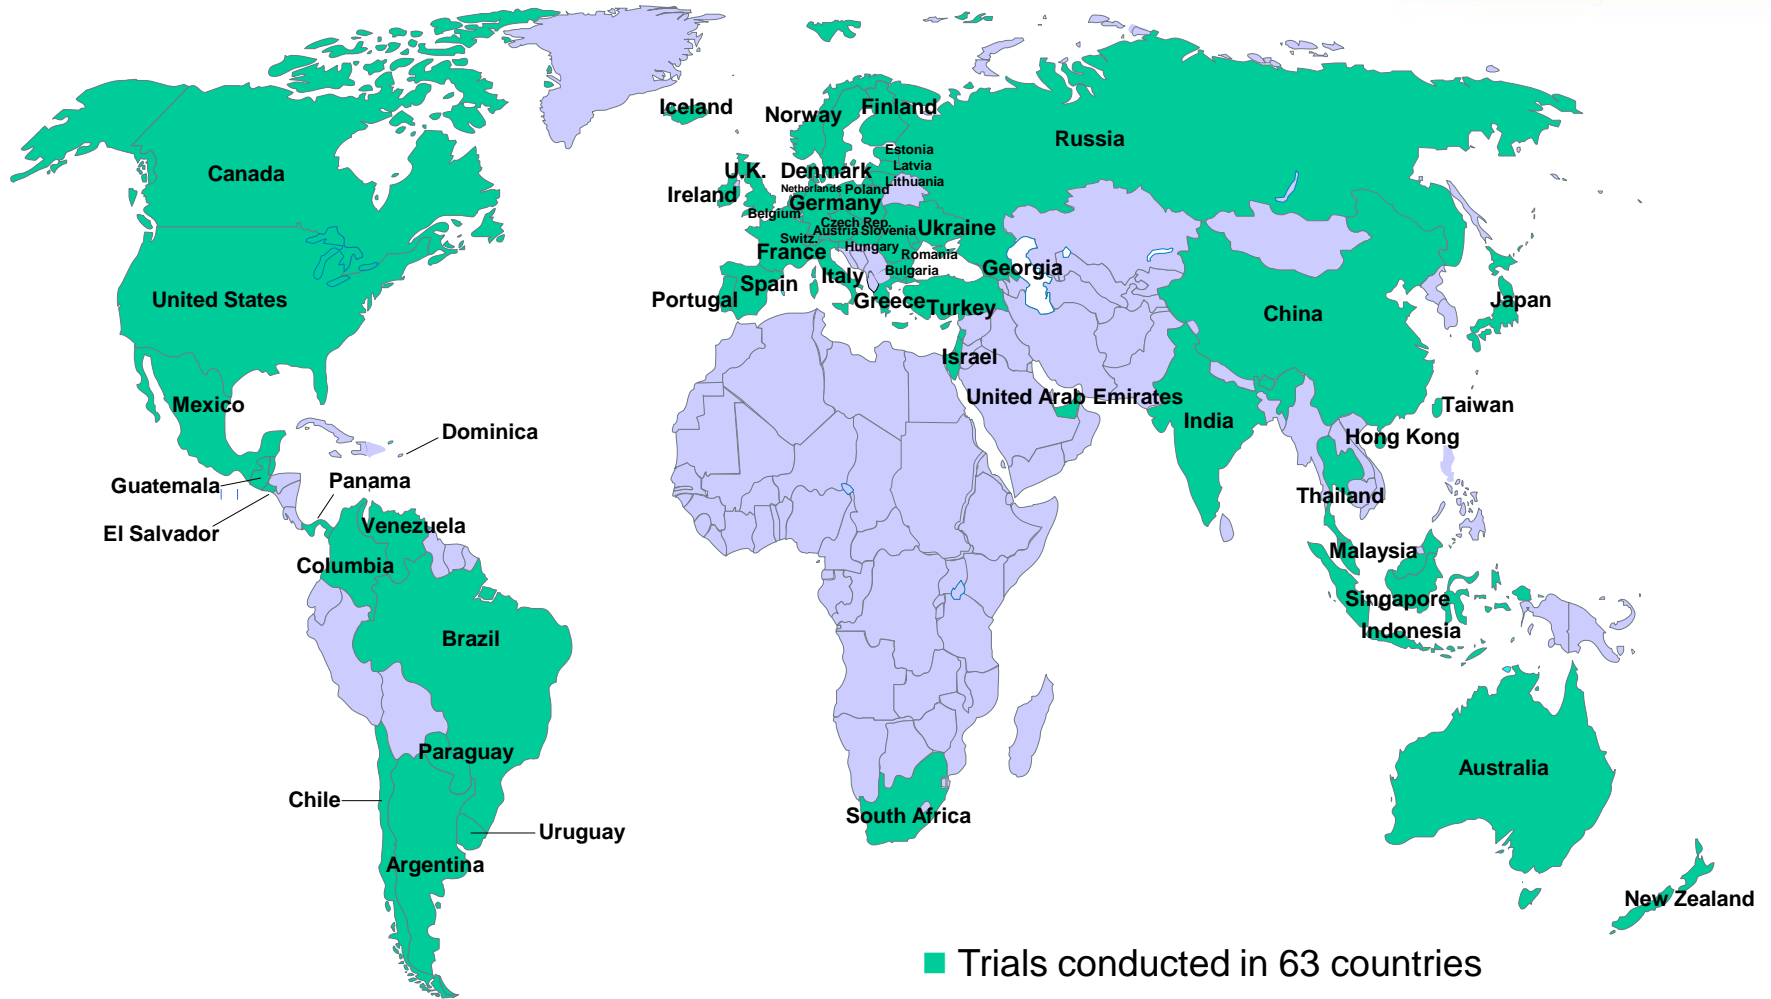 Iceland
Norway
Finland
Russia
Canada
Estonia
Latvia
Lithuania
U.K.
Denmark
Ireland
Netherlands
Poland
Germany
Belgium
Czech Rep.
Austria
Slovenia
Ukraine
Switz.
Hungary
France
Romania
Bulgaria
Georgia
Italy
Spain
Portugal
Greece
Turkey
United States
China
Japan
Israel
United Arab Emirates
Mexico
India
Taiwan
Dominica
Hong Kong
Guatemala
Panama
Thailand
El Salvador
Venezuela
Malaysia
Columbia
Singapore
Indonesia
Brazil
Paraguay
Australia
Chile
South Africa
Uruguay
Argentina
New Zealand
Trials conducted in 63 countries